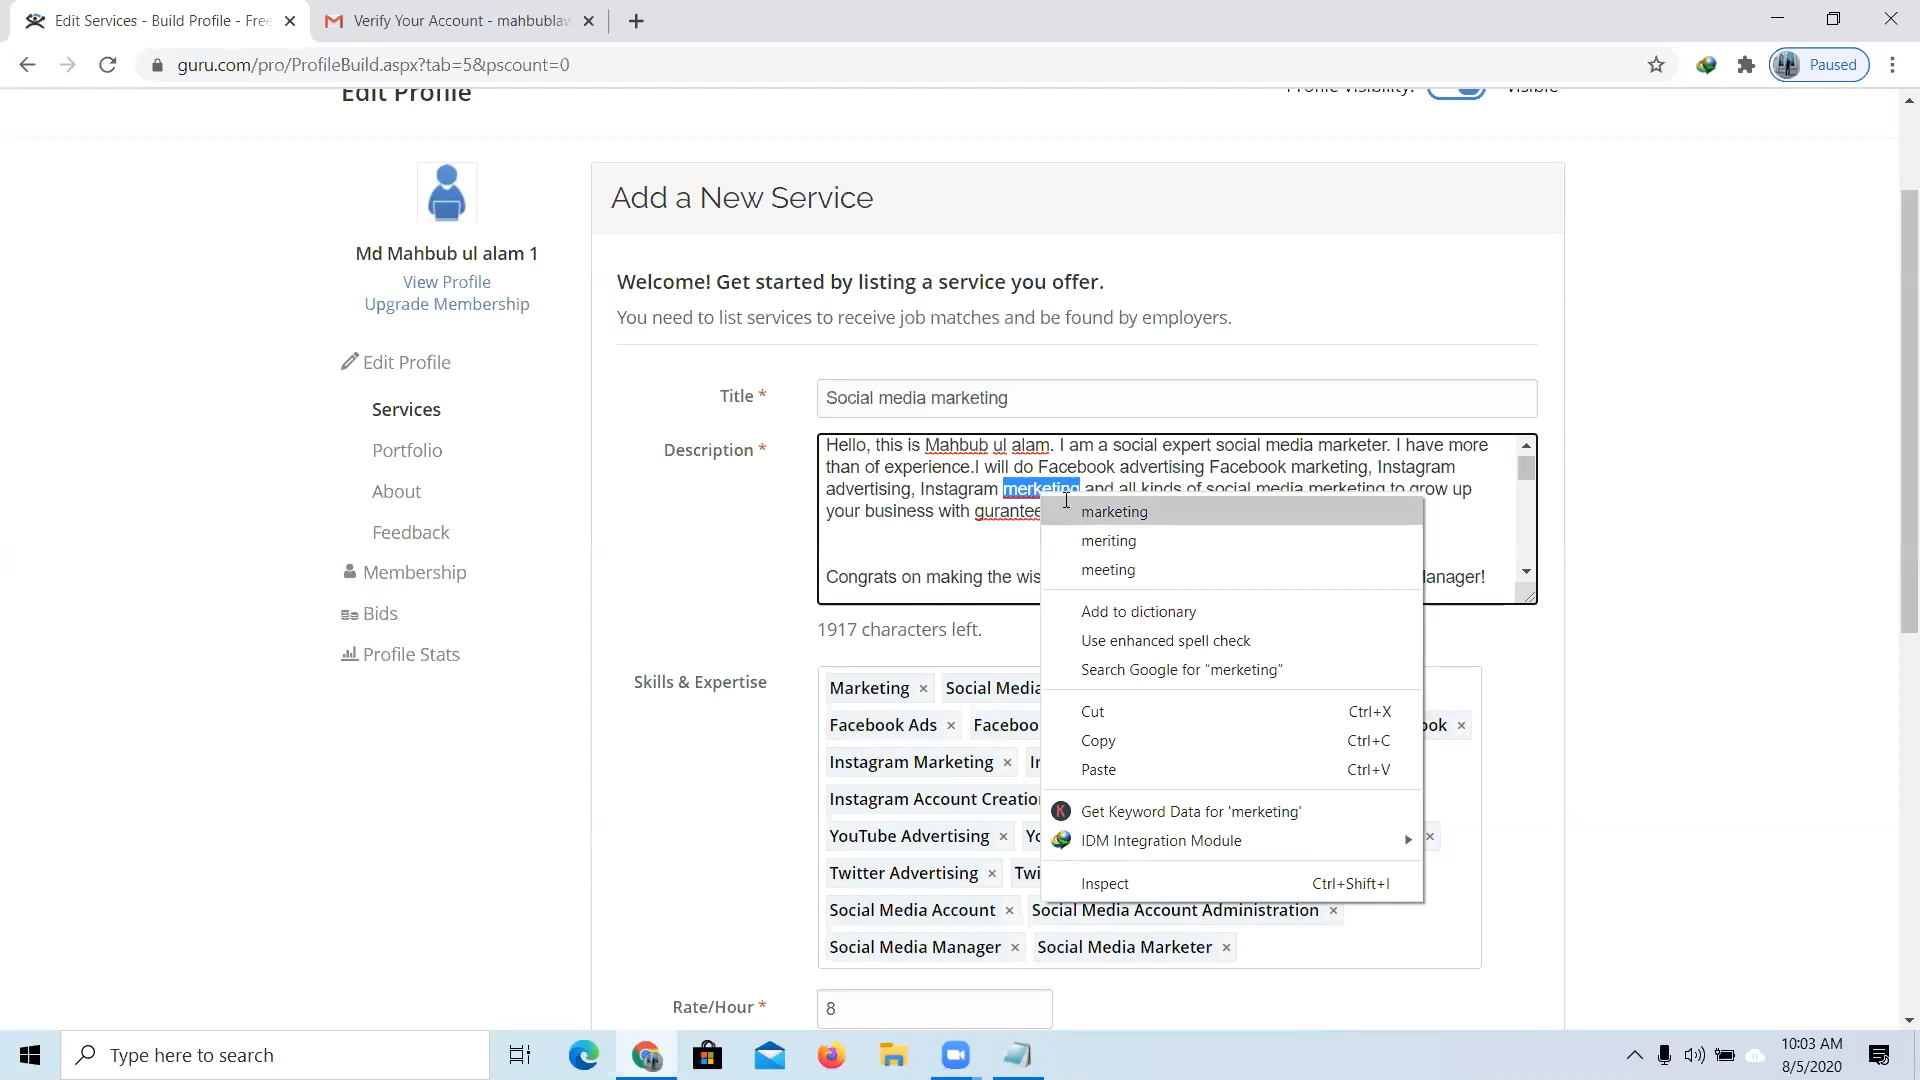 Edit Services - Build Profile - Free
Verify Your Account - mahbublaw
guru.com/pro/ProfileBuild.aspx?tab=5&pscount=0
Paused
Edit Profile
Profile Visibility:
Visible
Md Mahbub ul alam 1
View Profile
Upgrade Membership
Edit Profile
Services
Portfolio
About
Feedback
Membership
Bids
Profile Stats
Add a New Service
Welcome! Get started by listing a service you offer.
You need to list services to receive job matches and be found by employers.
Title *
Social media marketing
Description *
Hello, this is Mahbub ul alam. I am a social expert social media marketer. I have more
than of experience.I will do Facebook advertising Facebook marketing, Instagram
advertising, Instagram merketing and all kinds of social media merketing to grow up
your business with gurantee
Congrats on making the wis
anager!
1917 characters left.
marketing
meriting
meeting
Add to dictionary
Use enhanced spell check
Search Google for “merketing”
Cut Ctrl+X
Copy Ctrl+C
Paste Ctrl+V
K
Get Keyword Data for 'merketing'
IDM Integration Module
Inspect Ctrl+Shift+I
Skills & Expertise
Marketing ×
Social Media
Facebook Ads ×
Faceboo
ook ×
Instagram Marketing ×
Instagram Account Creation
YouTube Advertising ×
×
Twitter Advertising ×
Twi
Social Media Account ×
Social Media Account Administration ×
Social Media Manager ×
Social Media Marketer ×
Rate/Hour *
8
Type here to search
10:03 AM
8/5/2020